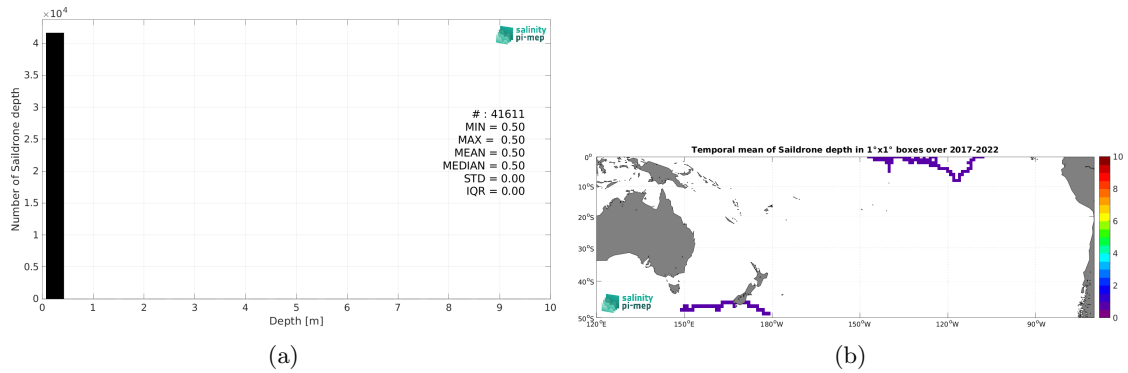 ×10⁴
4
3.5
3
2.5
2
1.5
1
0.5
0
Number of Saildrone depth
salinity
pi-mep
# : 41611
MIN = 0.50
MAX = 0.50
MEAN = 0.50
MEDIAN = 0.50
STD = 0.00
IQR = 0.00
0 1 2 3 4 5 6 7 8 9 10
Depth [m]
(a)
Temporal mean of Saildrone depth in 1°x1° boxes over 2017-2022
0°
10°S
20°S
30°S
40°S
50°S
120°E 150°E 180°W 150°W 120°W 90°W
salinity
pi-mep
10
8
6
4
2
0
(b)